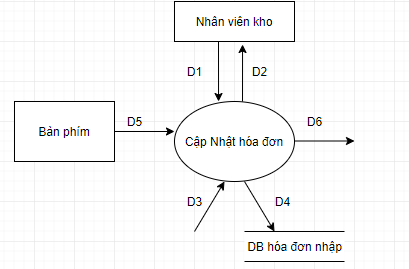 Nhân viên kho
D1
D2
Bàn phím
D5
Cập Nhật hóa đơn
D6
D3
D4
DB hóa đơn nhập